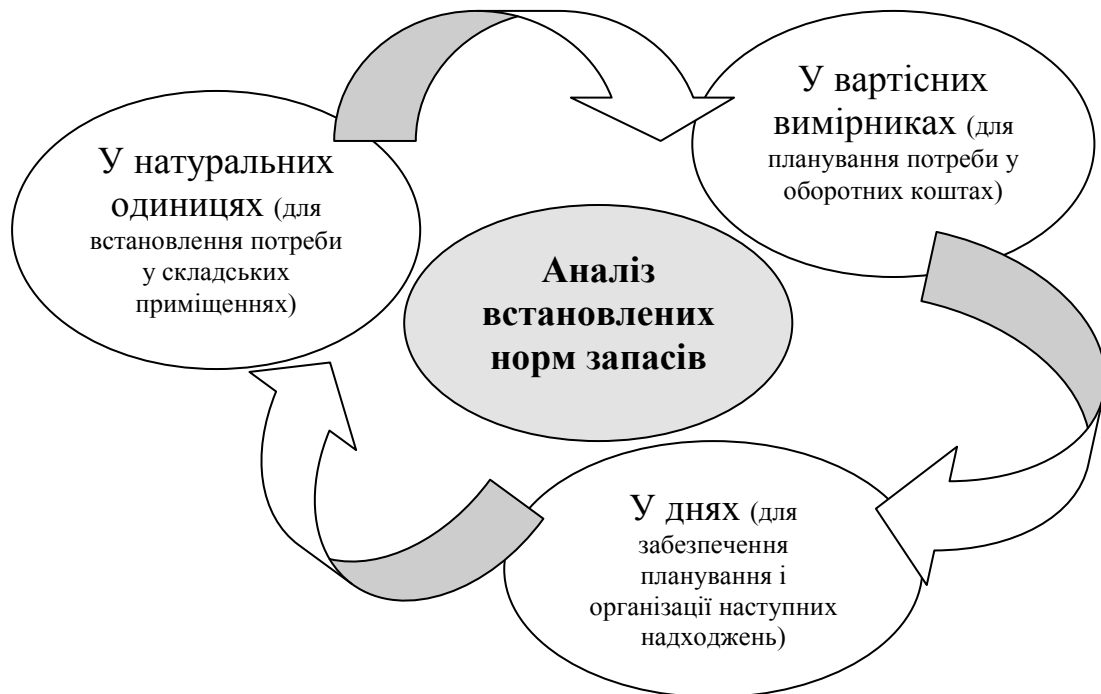 У натуральних
одиницях (для
встановлення потреби
у складських
приміщеннях)
У вартісних
вимірниках (для
планування потреби у
оборотних коштах)
Аналіз
встановлених
норм запасів
У днях (для
забезпечення
планування і
організації наступних
надходжень)